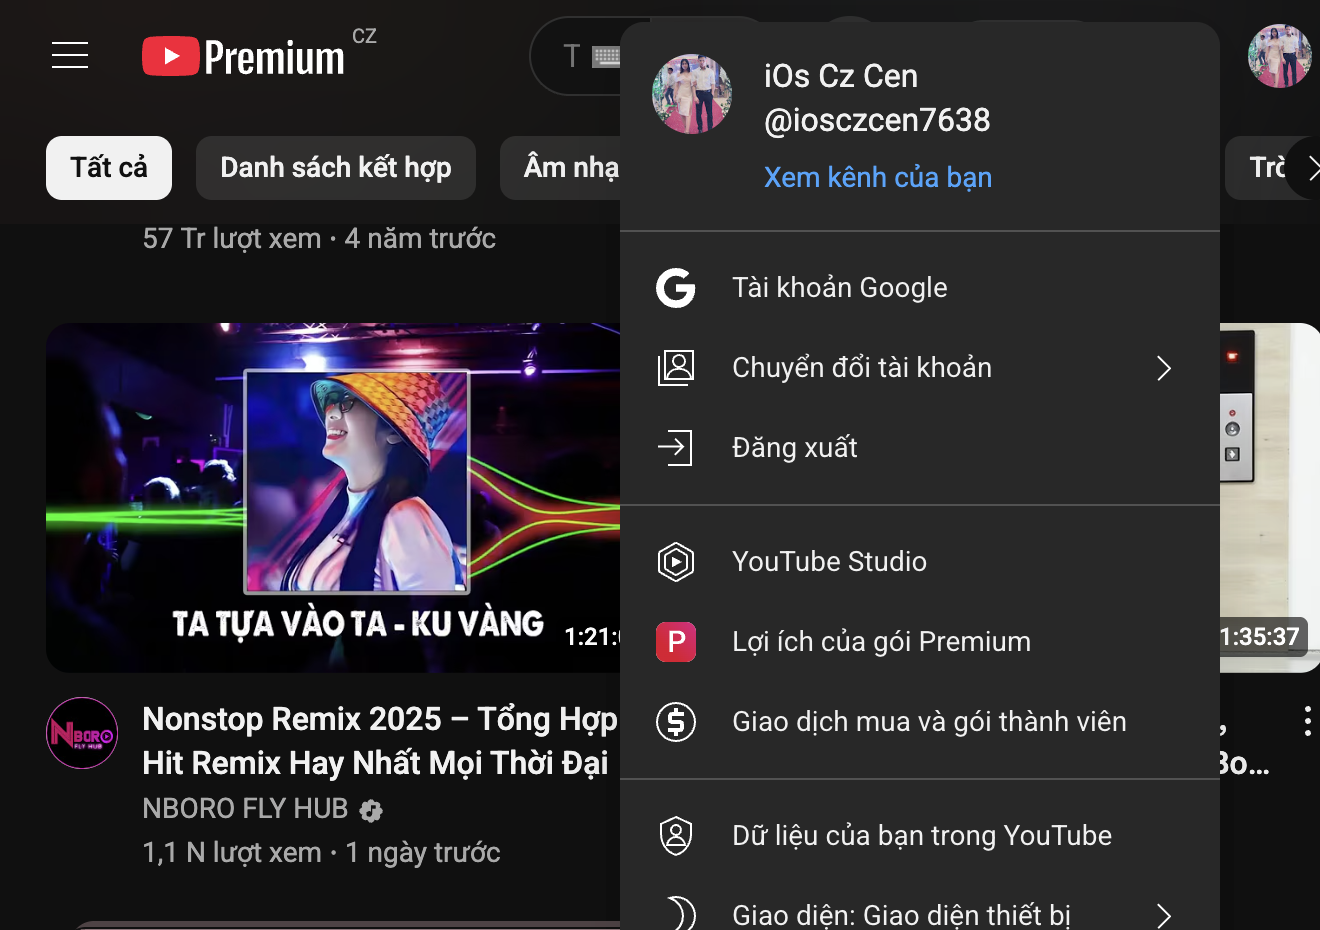 Premium CZ
T
iOs Cz Cen
@iosczcen7638
Xem kênh của bạn
Tất cả
Danh sách kết hợp
Âm nhạ
Trò
57 Tr lượt xem • 4 năm trước
Tài khoản Google
Chuyển đổi tài khoản
Đăng xuất
YouTube Studio
P Lợi ích của gói Premium
Giao dịch mua và gói thành viên
Dữ liệu của bạn trong YouTube
Giao diện: Giao diện thiết bị
TA TỰA VÀO TA - KU VÀNG
1:21:
1:35:37
NBORO
FLY HUB
Nonstop Remix 2025 – Tổng Hợp
Hit Remix Hay Nhất Mọi Thời Đại
NBORO FLY HUB
1,1 N lượt xem • 1 ngày trước
Bo...